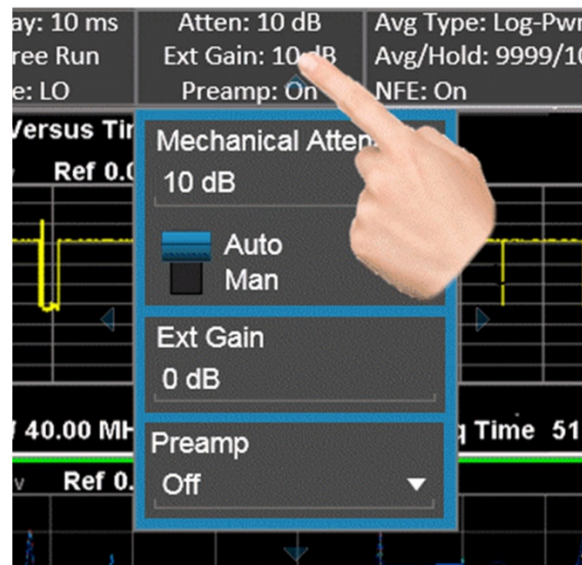 ay: 10 ms
ree Run
e: LO
Atten: 10 dB
Ext Gain: 10 dB
Preamp: On
Avg Type: Log-Pwr
Avg/Hold: 9999/10
NFE: On
Versus Tim
Ref 0.0
Mechanical Atten
10 dB
Auto
Man
Ext Gain
0 dB
Preamp
Off
/ 40.00 MH
q Time 51
v Ref 0.